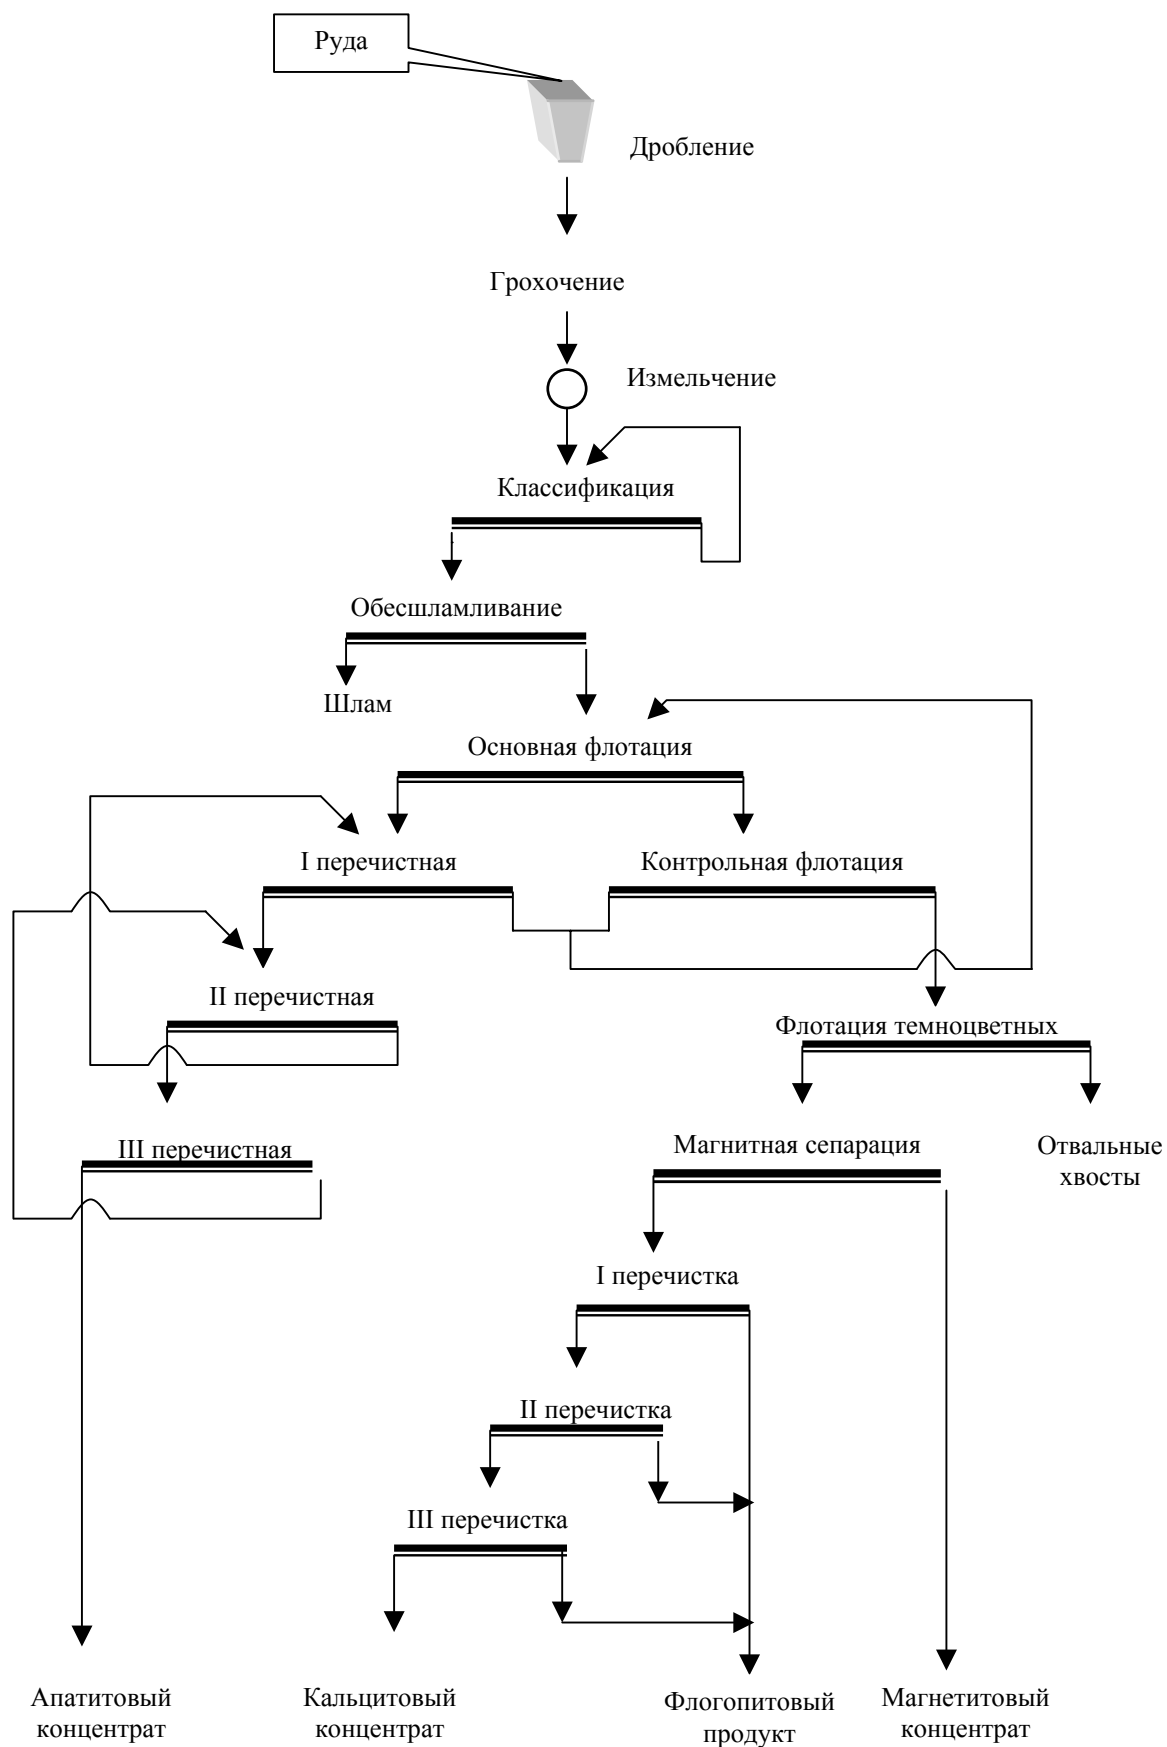 Руда
Дробление
Грохочение
Измельчение
Классификация
Обесшламливание
Шлам
Основная флотация
I перечистная
Контрольная флотация
II перечистная
Флотация темноцветных
III перечистная
Магнитная сепарация
Отвальные
хвосты
I перечистка
II перечистка
III перечистка
Апатитовый
концентрат
Кальцитовый
концентрат
Флогопитовый
продукт
Магнетитовый
концентрат